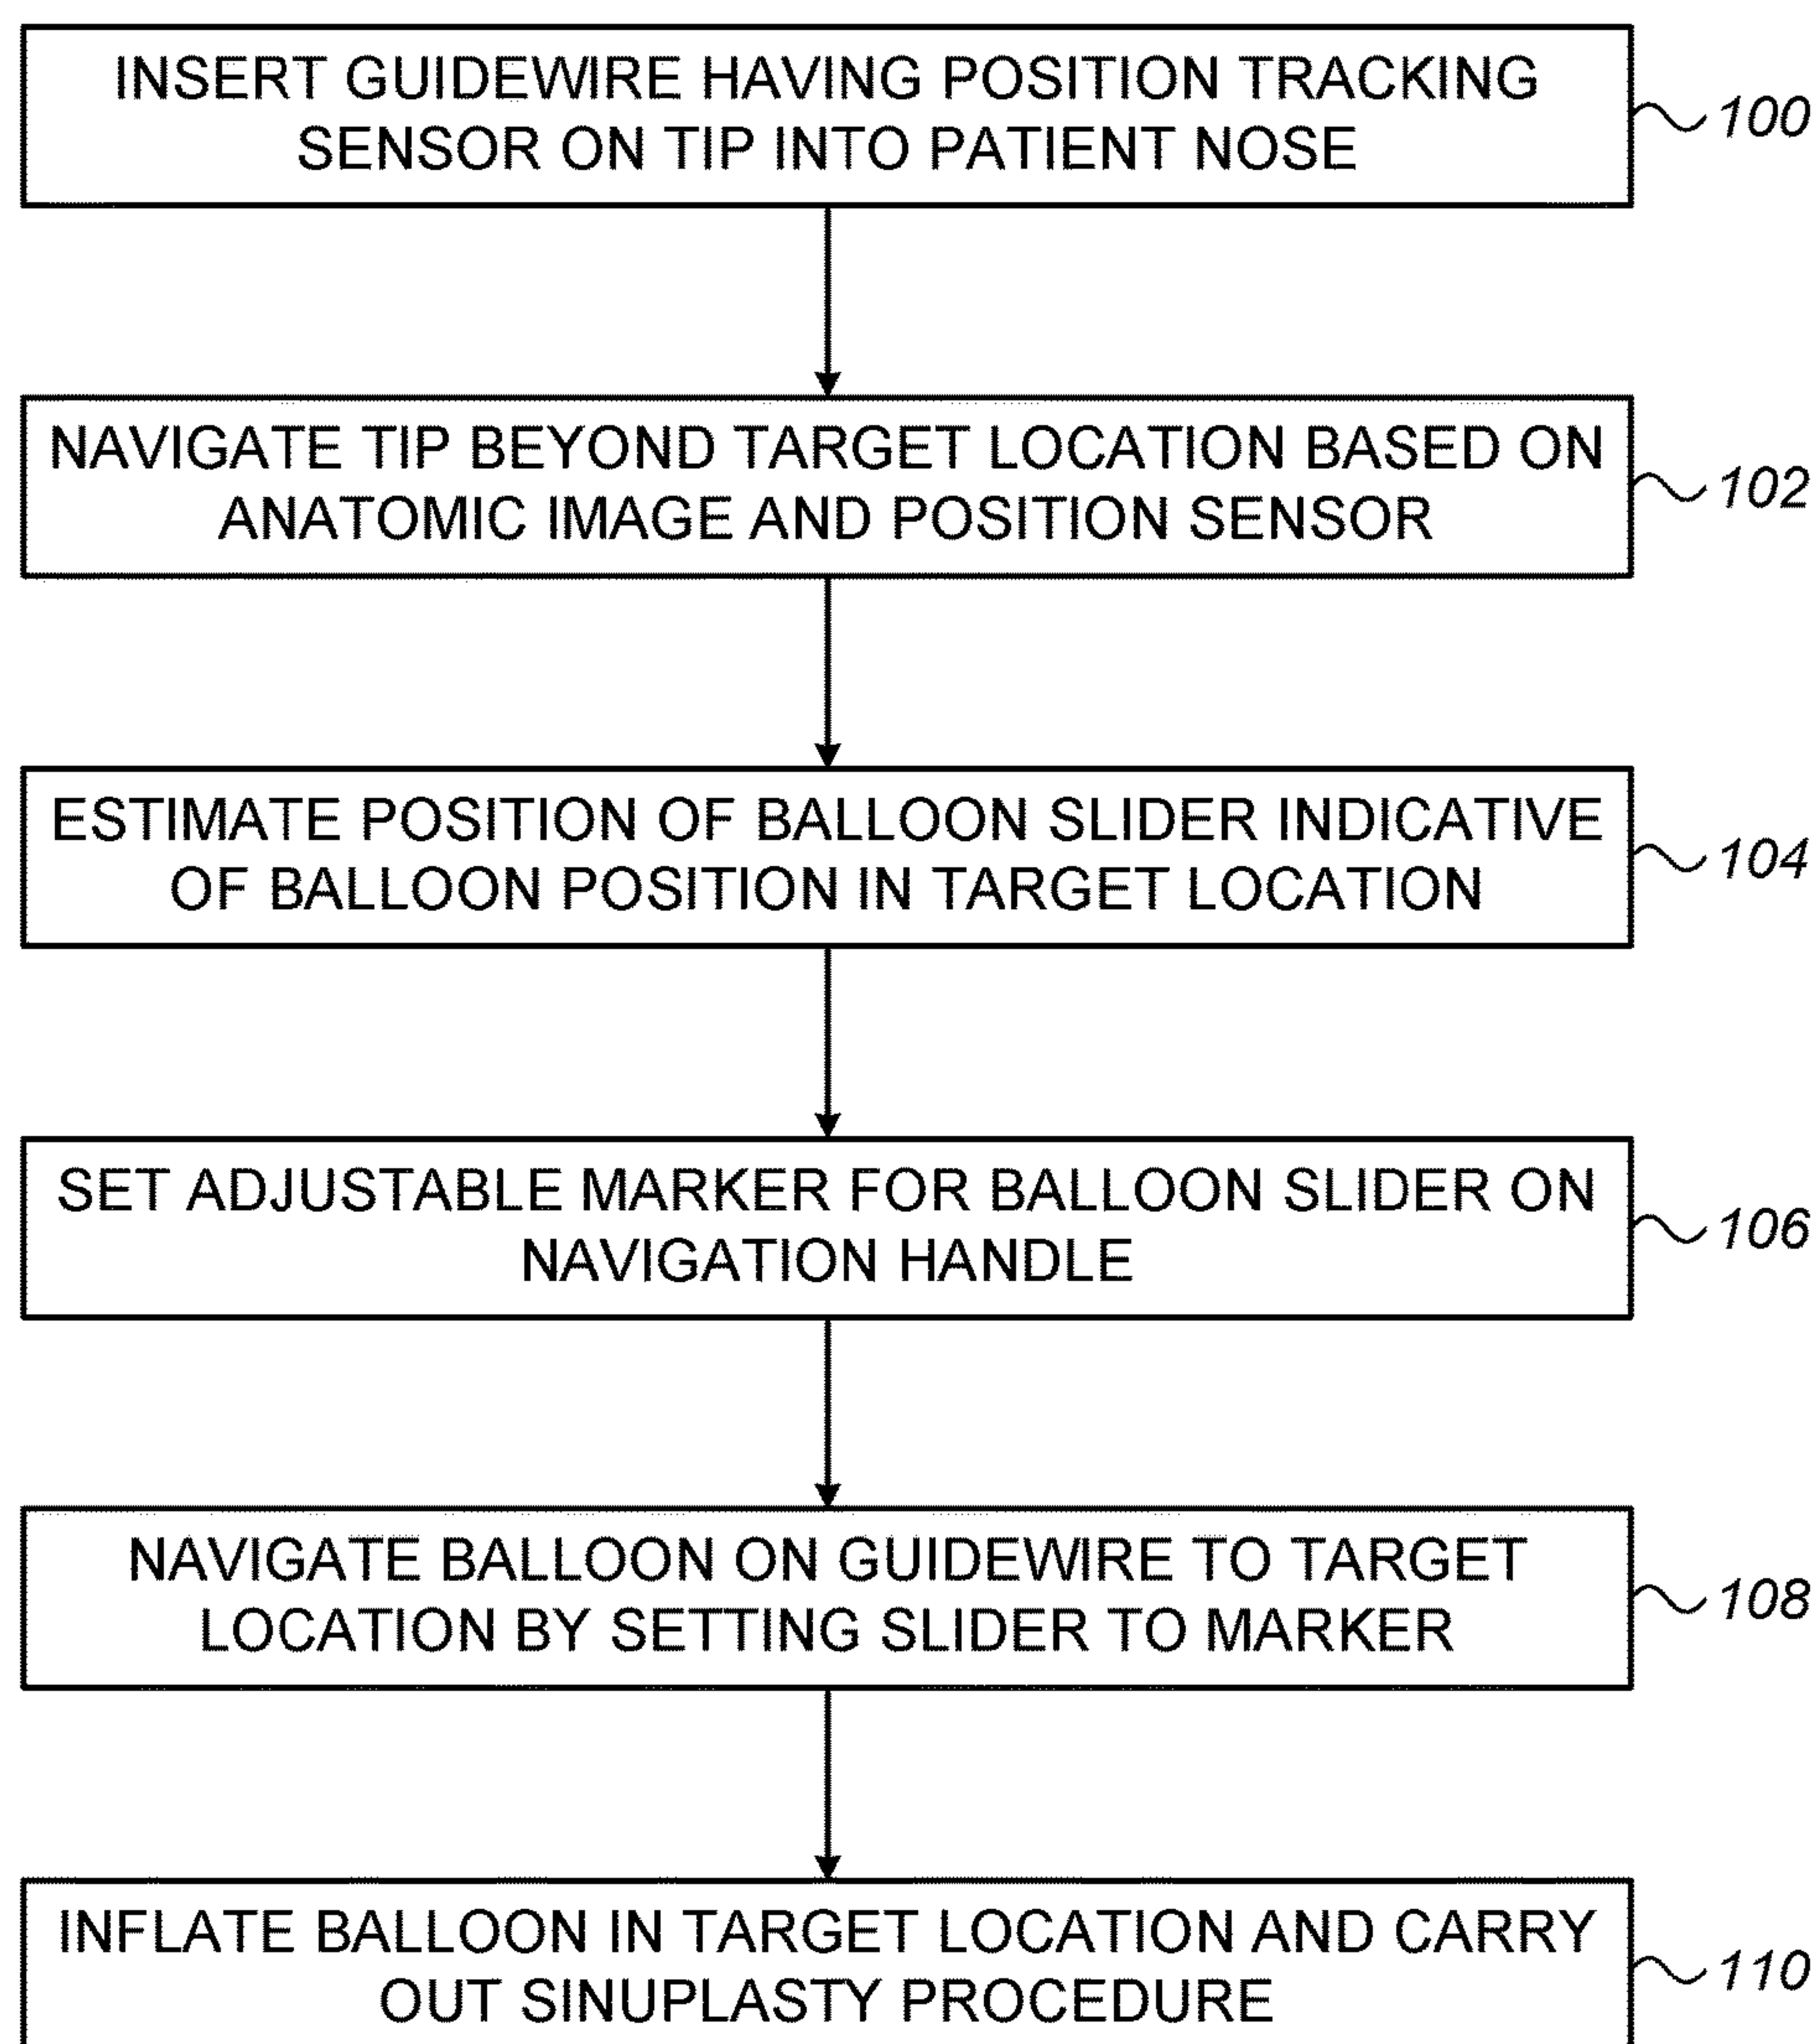 INSERT GUIDEWIRE HAVING POSITION TRACKING
SENSOR ON TIP INTO PATIENT NOSE
100
NAVIGATE TIP BEYOND TARGET LOCATION BASED ON
ANATOMIC IMAGE AND POSITION SENSOR
102
ESTIMATE POSITION OF BALLOON SLIDER INDICATIVE
OF BALLOON POSITION IN TARGET LOCATION
104
SET ADJUSTABLE MARKER FOR BALLOON SLIDER ON
NAVIGATION HANDLE
106
NAVIGATE BALLOON ON GUIDEWIRE TO TARGET
LOCATION BY SETTING SLIDER TO MARKER
108
INFLATE BALLOON IN TARGET LOCATION AND CARRY
OUT SINUPLASTY PROCEDURE
110